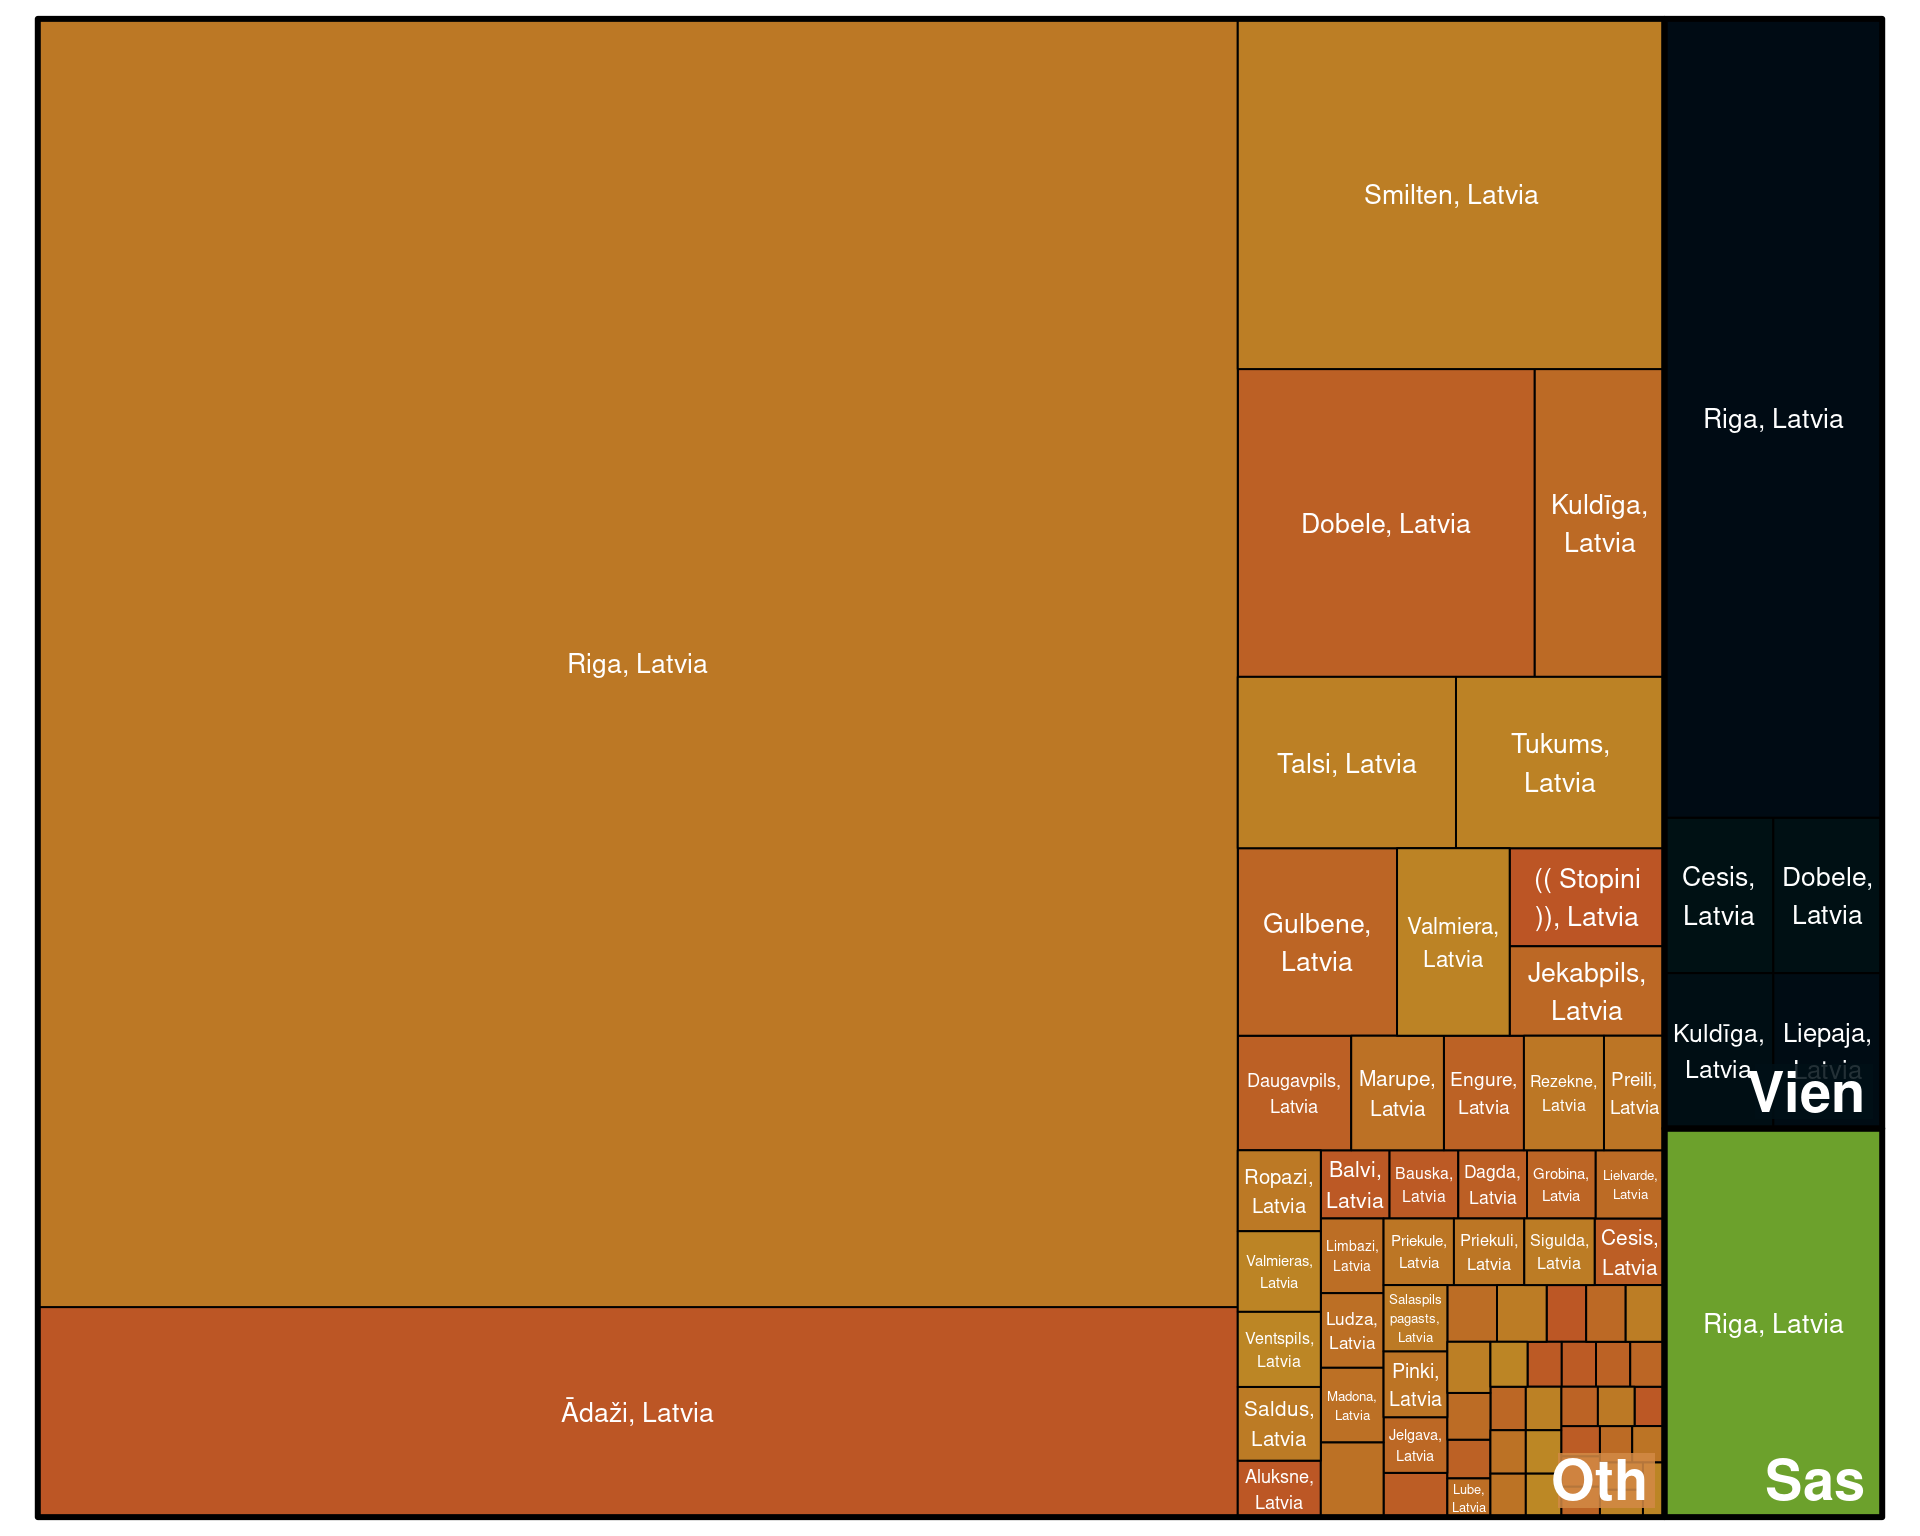 Riga, Latvia
Ādaži, Latvia
Smilten, Latvia
Dobele, Latvia
Kuldīga,
Latvia
Talsi, Latvia
Tukums,
Latvia
Gulbene,
Latvia
Valmiera,
Latvia
(( Stopini
)), Latvia
Jekabpils,
Latvia
Daugavpils,
Latvia
Marupe,
Latvia
Engure,
Latvia
Rezekne,
Latvia
Preili,
Latvia
Ropazi,
Latvia
Valmieras,
Latvia
Ventspils,
Latvia
Saldus,
Latvia
Aluksne,
Latvia
Balvi,
Latvia
Bauska,
Latvia
Dagda,
Latvia
Grobina,
Latvia
Lielvarde,
Latvia
Limbazi,
Latvia
Ludza,
Latvia
Madona,
Latvia
Priekule,
Latvia
Priekuli,
Latvia
Sigulda,
Latvia
Cesis,
Latvia
Salaspils
pagasts,
Latvia
Pinki,
Latvia
Jelgava,
Latvia
Lube,
Latvia
Oth
Riga, Latvia
Cesis,
Latvia
Dobele,
Latvia
Kuldīga,
Latvia
Liepaja,
Latvia
Vien
Riga, Latvia
Sas